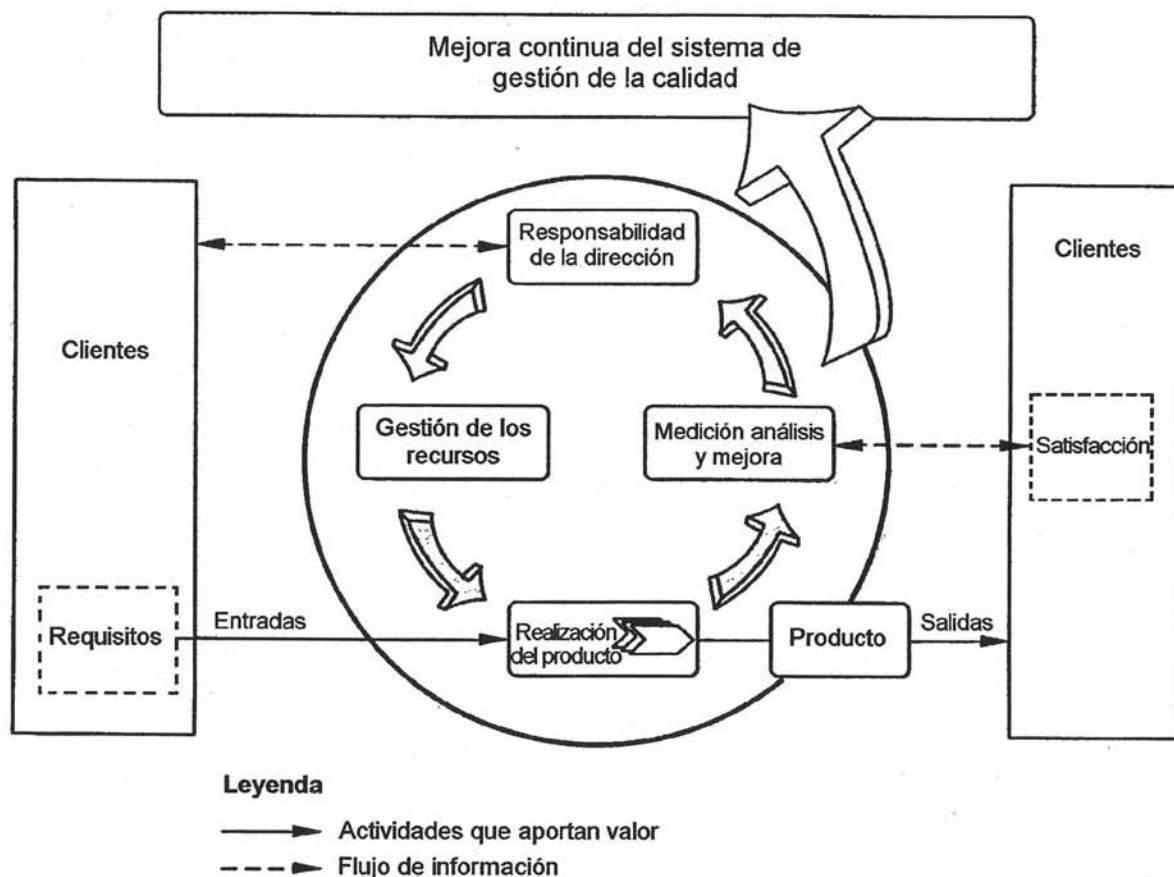 Mejora continua del sistema de
gestión de la calidad
Clientes
Responsabilidad
de la dirección
Clientes
Gestión de los
recursos
Medición análisis
y mejora
Satisfacción
Requisitos
Entradas
Realización
del producto
Producto
Salidas
Leyenda
Actividades que aportan valor
Flujo de información